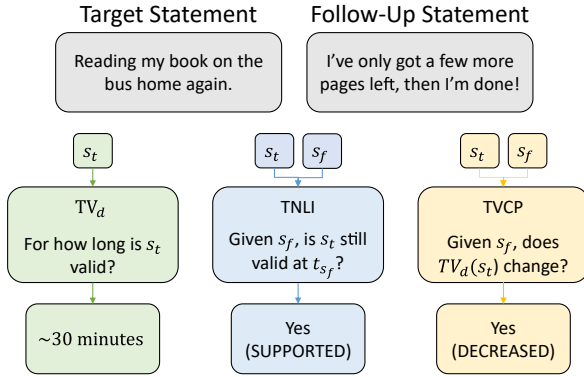 Target Statement
Follow-Up Statement
Reading my book on the
bus home again.
I've only got a few more
pages left, then I'm done!
s_t
s_t s_f
s_t s_f
TV_d
For how long is s_t
valid?
TNLI
Given s_f, is s_t still
valid at t_{s_f}?
TVCP
Given s_f, does
TV_d(s_t) change?
~30 minutes
Yes
(SUPPORTED)
Yes
(DECREASED)